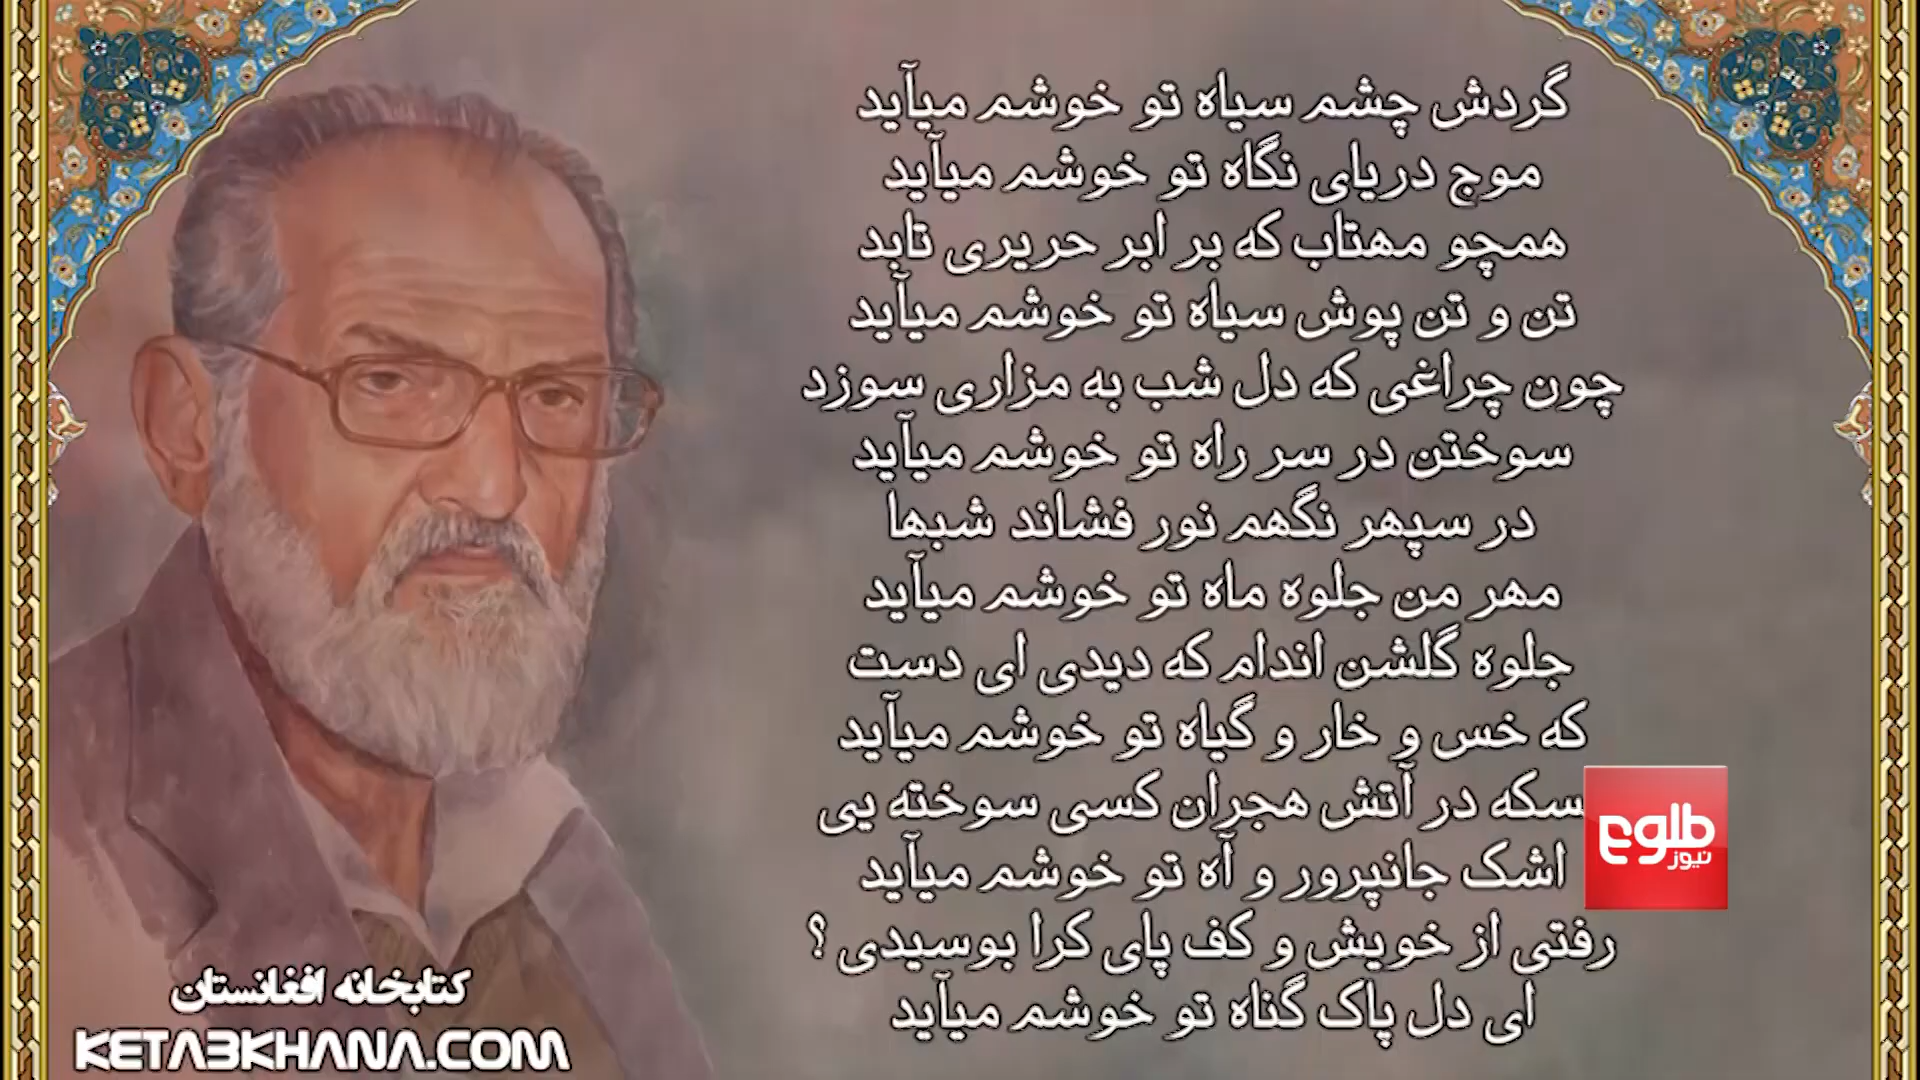 گردش چشم سیاه تو خوشم میآید
موج دریای نگاه تو خوشم میآید
همچو مهتاب که بر ابر حریری تابد
تن و تن پوش سیاه تو خوشم میآید
چون چراغی که دل شب به مزاری سوزد
سوختن در سر راه تو خوشم میآید
در سپهر نگهم نور فشاند شبها
مهر من جلوه ماه تو خوشم میآید
جلوه گلشن اندام که دیدی ای دست
که خس و خار و گیاه تو خوشم میآید
سکه در آتش هجران کسی سوخته یی
اشک جانپرور و آه تو خوشم میآید
رفتی از خویش و کف پای کرا بوسیدی ؟
ای دل پاک گناه تو خوشم میآید
طلوع
نیوز
کتابخانه افغانستان
KETABKHANA.COM